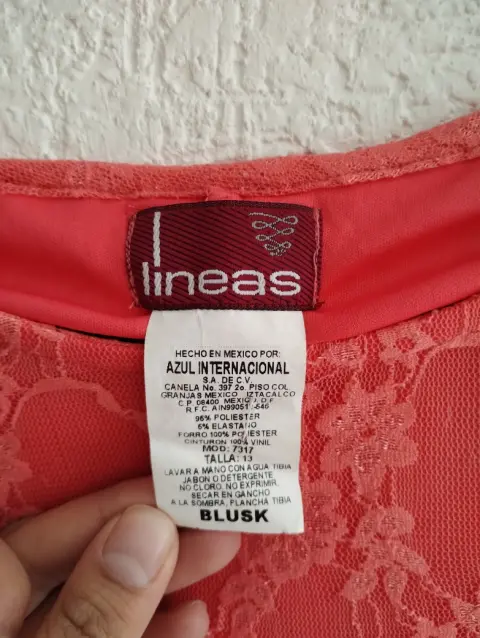 lineas
HECHO EN MEXICO POR:
AZUL INTERNACIONAL
S.A. DE C.V.
CANELA No. 397 2o. PISO COL
GRANJAS MEXICO IZTACALCO
C.P. 08400 MEXICO D.F
R.F.C. AIN99051
95% POLIESTER
5% ELASTANO
FORRO 100% POLIESTER
CINTURON 100% VINIL
MOD: 7317
TALLA: 13
LAVAR A MANO CON AGUA TIBIA
JABON O DETERGENTE
NO CLORO. NO EXPRIMIR.
SECAR EN GANCHO
A LA SOMBRA, PLANCHA TIBIA
BLUSK